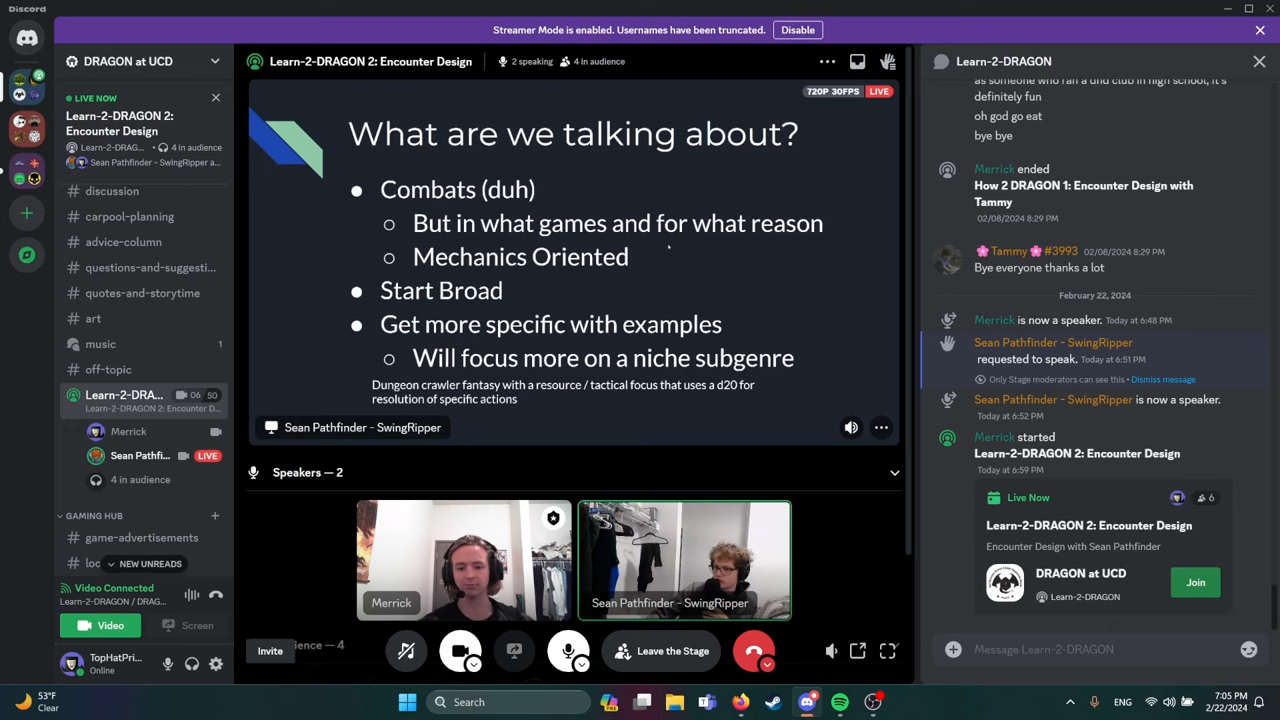 Discord
Streamer Mode is enabled. Usernames have been truncated.
Disable
DRAGON at UCD
LIVE NOW
Learn-2-DRAGON 2:
Encounter Design
Learn-2-DRAG...
4 in audience
Sean Pathfinder - SwingRipper a...
discussion
carpool-planning
advice-column
questions-and-suggesti...
quotes-and-storytime
art
music
1
off-topic
Learn-2-DRA...
06
50
Learn-2-DRAGON 2: Encounter D...
Merrick
Sean Pathfi...
LIVE
4 in audience
GAMING HUB
game-advertisements
loc
NEW UNREADS
Video Connected
Learn-2-DRAGON / DRAG...
Video
Screen
TopHatPri...
Online
Learn-2-DRAGON 2: Encounter Design
2 speaking
4 in audience
720P 30FPS
LIVE
What are we talking about?
Combats (duh)
But in what games and for what reason
Mechanics Oriented
Start Broad
Get more specific with examples
Will focus more on a niche subgenre
Dungeon crawler fantasy with a resource / tactical focus that uses a d20 for
resolution of specific actions
Sean Pathfinder - SwingRipper
Speakers — 2
Merrick
Sean Pathfinder - SwingRipper
Invite
dience — 4
Leave the Stage
Learn-2-DRAGON
as someone who ran a dnd club in high school, it's
definitely fun
oh god go eat
bye bye
Merrick ended
How 2 DRAGON 1: Encounter Design with
Tammy
02/08/2024 8:29 PM
🌸Tammy🌸#3993 02/08/2024 8:29 PM
Bye everyone thanks a lot
February 22, 2024
Merrick is now a speaker. Today at 6:48 PM
Sean Pathfinder - SwingRipper
requested to speak. Today at 6:51 PM
Only Stage moderators can see this • Dismiss message
Sean Pathfinder - SwingRipper is now a speaker.
Today at 6:52 PM
Merrick started
Learn-2-DRAGON 2: Encounter Design
Today at 6:59 PM
Live Now
6
Learn-2-DRAGON 2: Encounter Design
Encounter Design with Sean Pathfinder
DRAGON at UCD
Learn-2-DRAGON
Join
Message Learn-2-DRAGON
53°F
Clear
Search
PRE
ENG
7:05 PM
2/22/2024